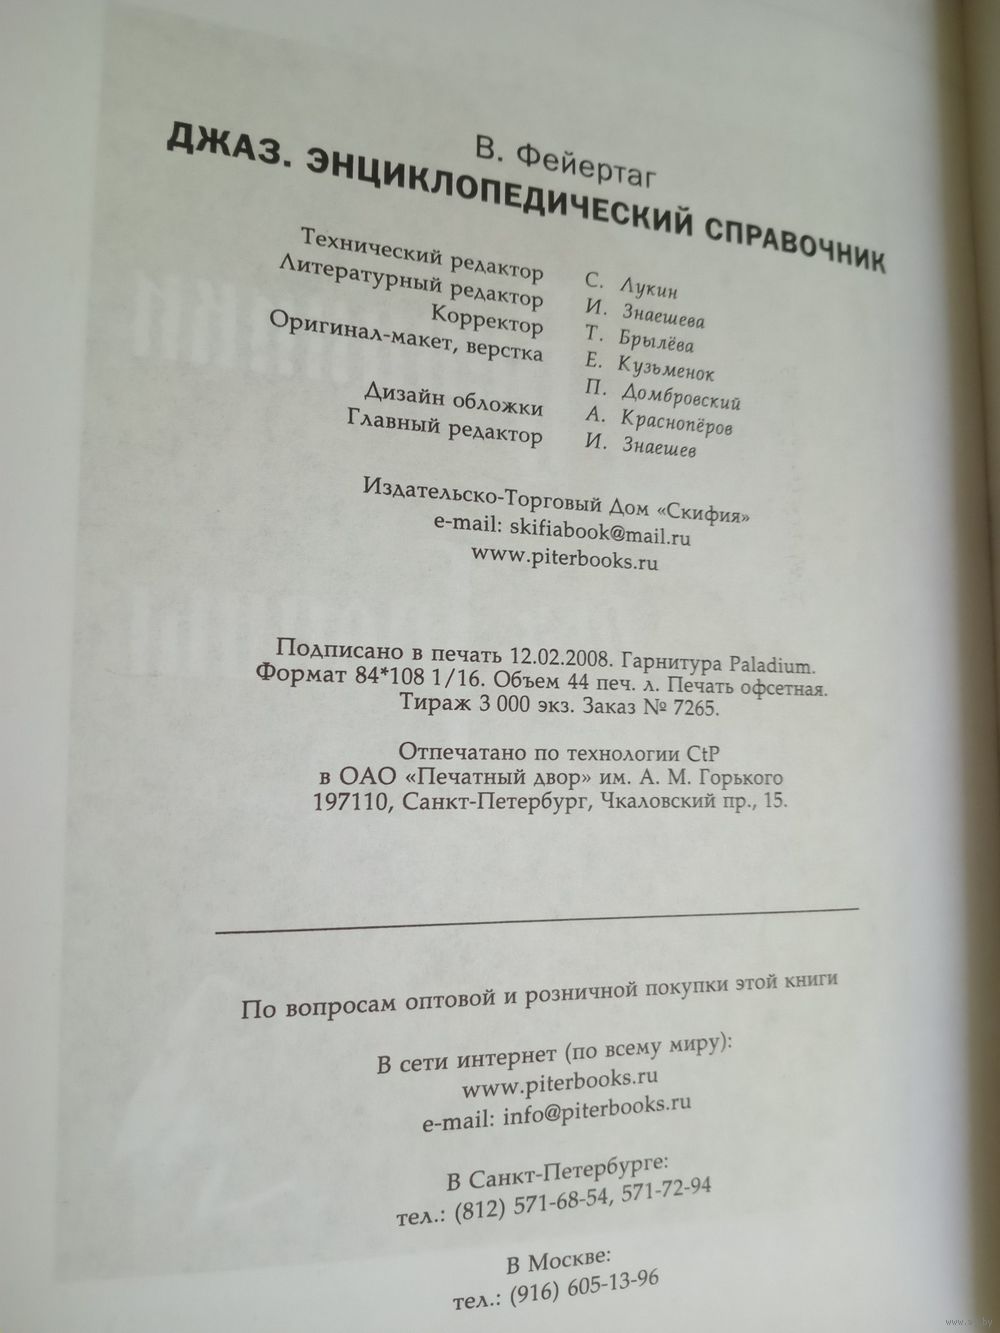 В. Фейертаг
ДЖАЗ. ЭНЦИКЛОПЕДИЧЕСКИЙ СПРАВОЧНИК
Технический редактор С. Лукин
Литературный редактор И. Знаешева
Корректор Т. Брылёва
Оригинал-макет, верстка Е. Кузьменок
П. Домбровский
Дизайн обложки А. Краснопёров
Главный редактор И. Знаешев
Издательско-Торговый Дом «Скифия»
e-mail: skifiabook@mail.ru
www.piterbooks.ru
Подписано в печать 12.02.2008. Гарнитура Paladium.
Формат 84*108 1/16. Объем 44 печ. л. Печать офсетная.
Тираж 3 000 экз. Заказ № 7265.
Отпечатано по технологии CtP
в ОАО «Печатный двор» им. А. М. Горького
197110, Санкт-Петербург, Чкаловский пр., 15.
По вопросам оптовой и розничной покупки этой книги
В сети интернет (по всему миру):
www.piterbooks.ru
e-mail: info@piterbooks.ru
В Санкт-Петербурге:
тел.: (812) 571-68-54, 571-72-94
В Москве:
тел.: (916) 605-13-96